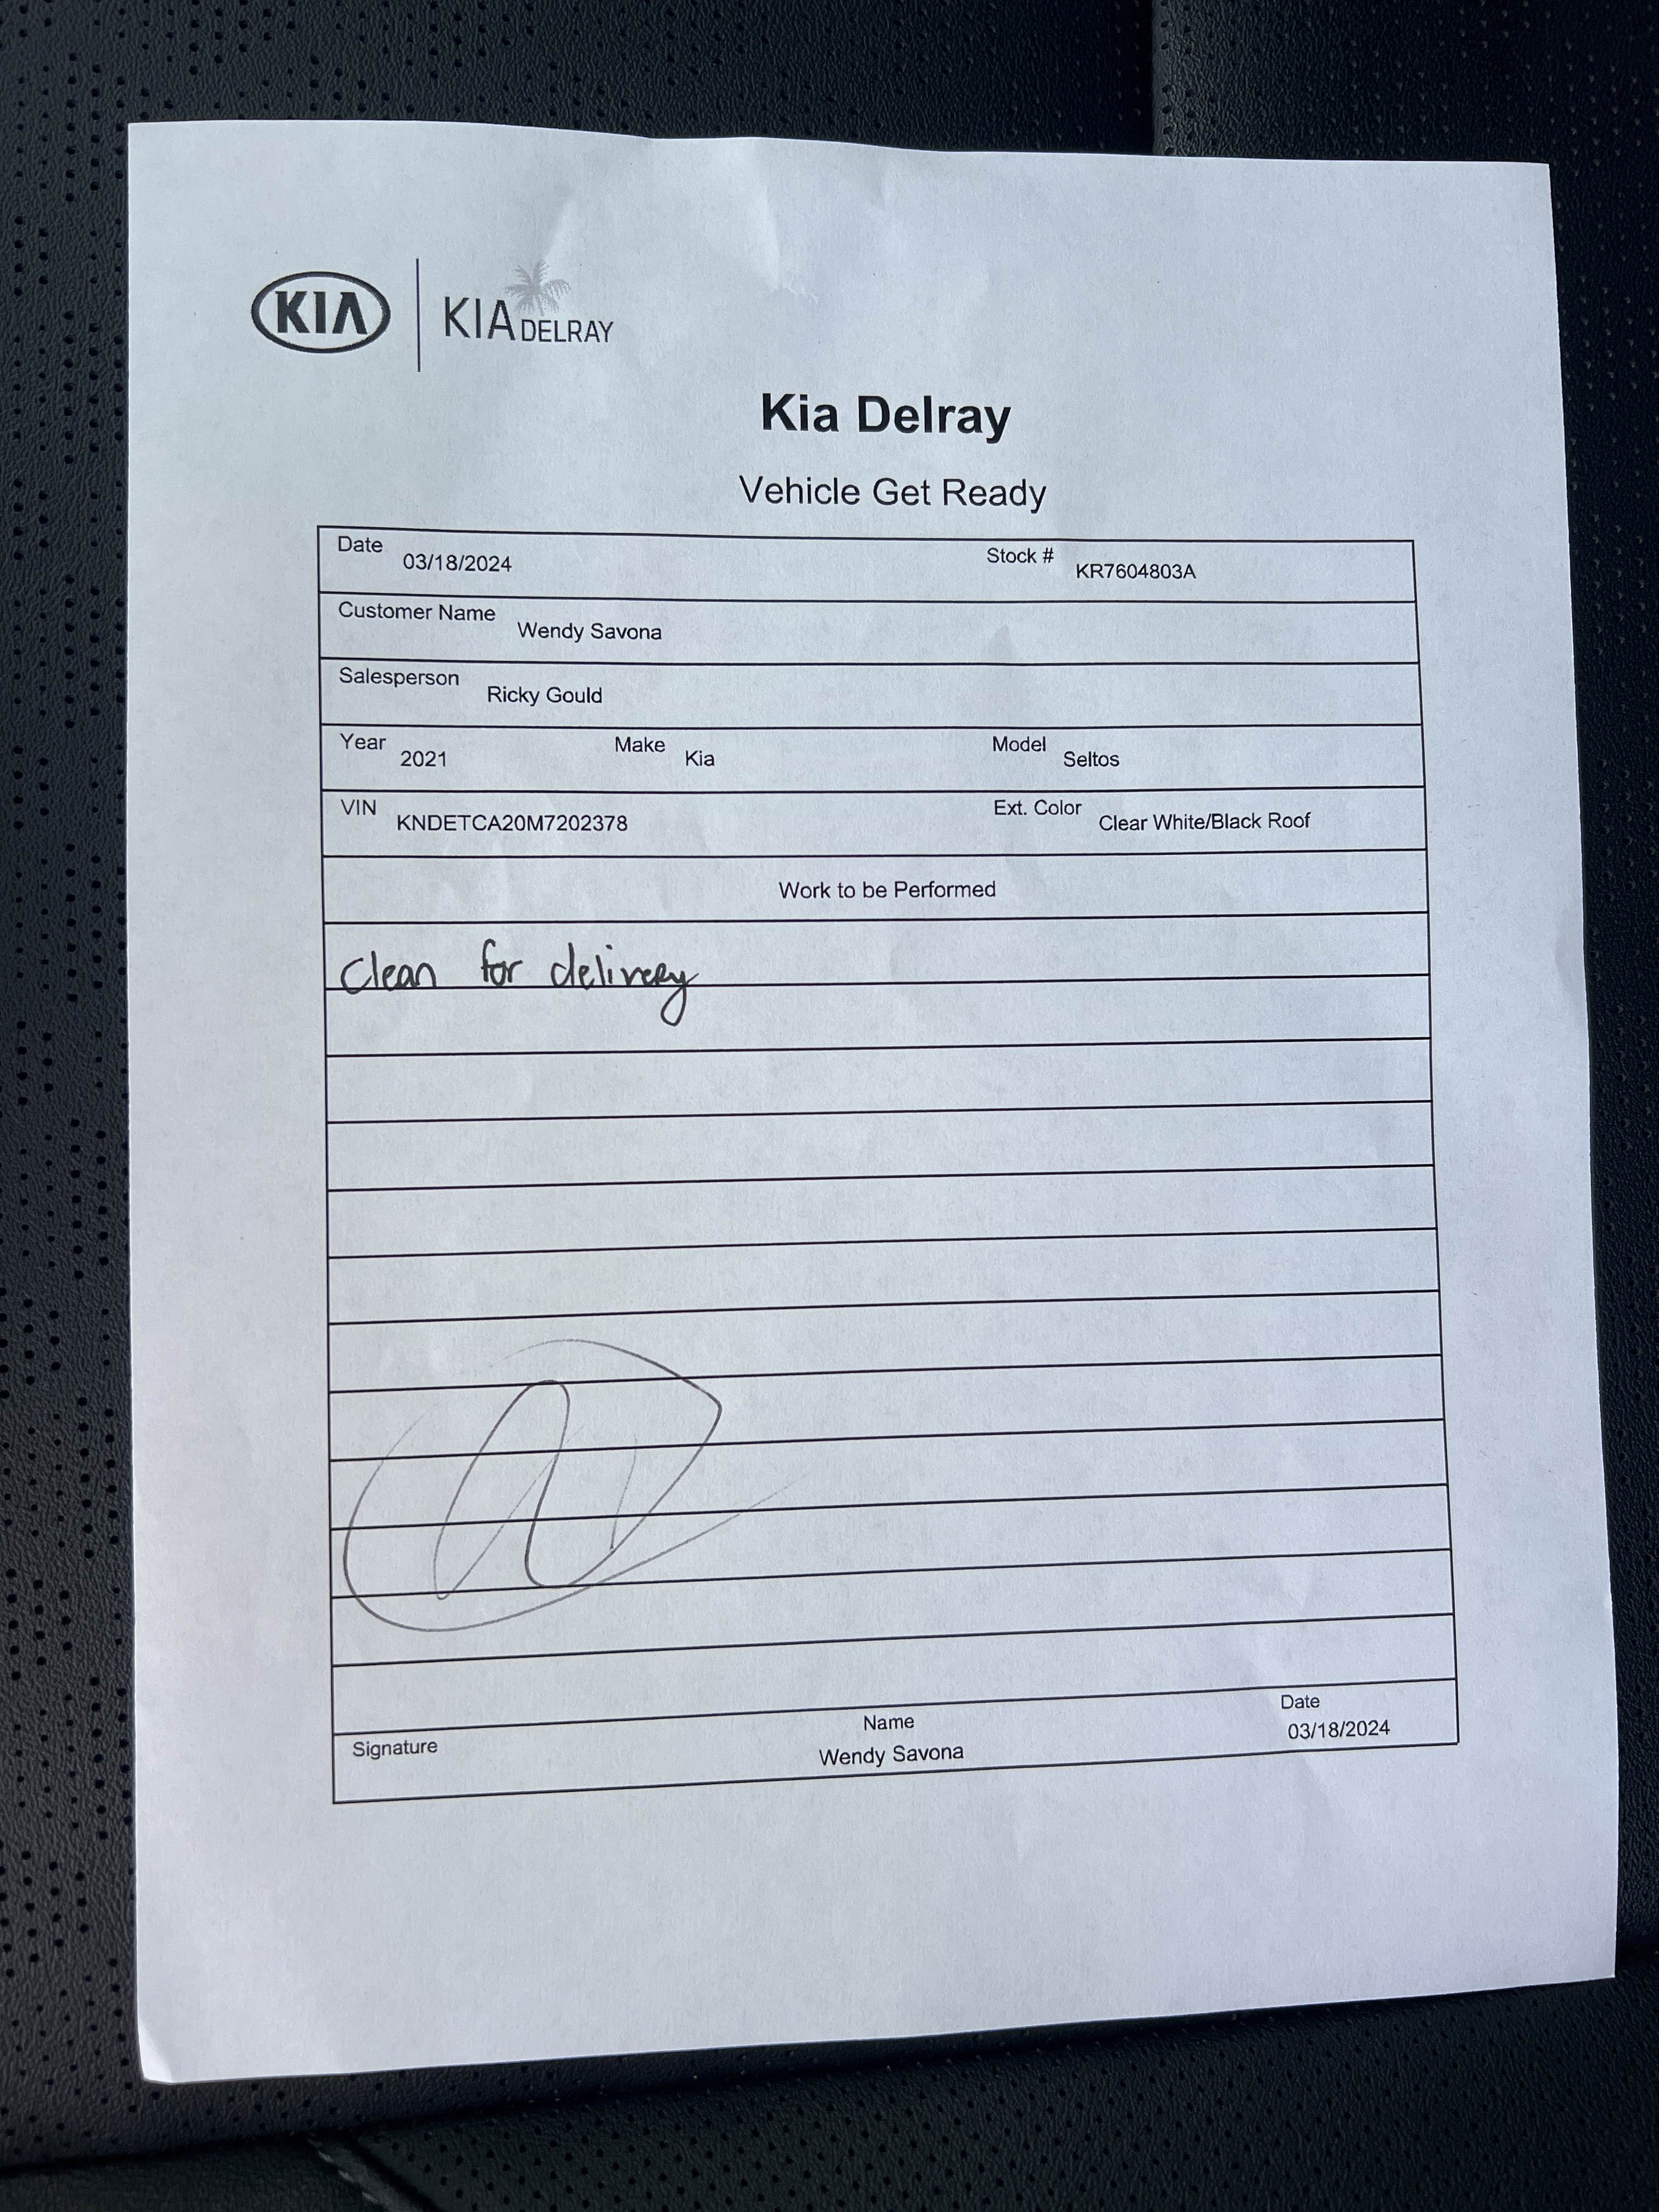 KIA | KIA DELRAY
Kia Delray
Vehicle Get Ready
Date 03/18/2024 Stock # KR7604803A
Customer Name Wendy Savona
Salesperson Ricky Gould
Year 2021 Make Kia Model Seltos
VIN KNDETCA20M7202378 Ext. Color Clear White/Black Roof
Work to be Performed
Clean for delivery
Signature Name Wendy Savona Date 03/18/2024